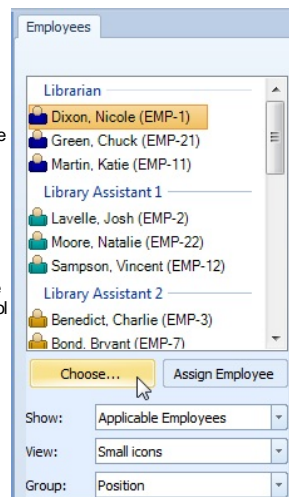 Employees
Librarian
Dixon, Nicole (EMP-1)
e
Green, Chuck (EMP-21)
Martin, Katie (EMP-11)
Library Assistant 1
Lavelle, Josh (EMP-2)
Moore, Natalie (EMP-22)
Sampson, Vincent (EMP-12)
e
Library Assistant 2
ol
Benedict, Charlie (EMP-3)
Bond, Bryant (EMP-7)
Choose...
Assign Employee
Show: Applicable Employees
View: Small icons
Group: Position